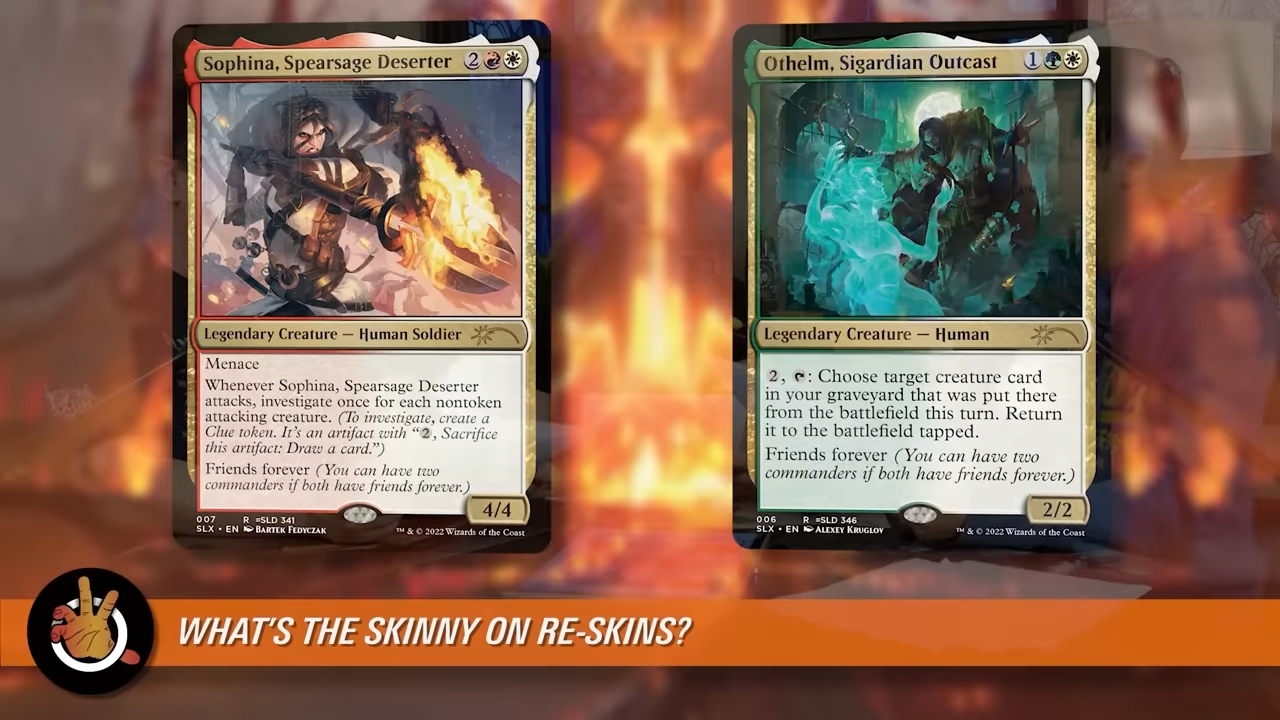 Sophina, Spearsage Deserter 2
Legendary Creature — Human Soldier
Menace
Whenever Sophina, Spearsage Deserter
attacks, investigate once for each nontoken
attacking creature. (To investigate, create a
Clue token. It's an artifact with "2, Sacrifice
this artifact: Draw a card.")
Friends forever (You can have two
commanders if both have friends forever.)
4/4
007 R =SLD 341
SLX • EN BARTEK FEDYCZAK ™ & © 2022 Wizards of the Coast
Othelm, Sigardian Outcast 1
Legendary Creature — Human
2, : Choose target creature card
in your graveyard that was put there
from the battlefield this turn. Return
it to the battlefield tapped.
Friends forever (You can have two
commanders if both have friends forever.)
2/2
006 R =SLD 346
SLX • EN ALEXEY KRUGLOV ™ & © 2022 Wizards of the Coast
WHAT'S THE SKINNY ON RE-SKINS?